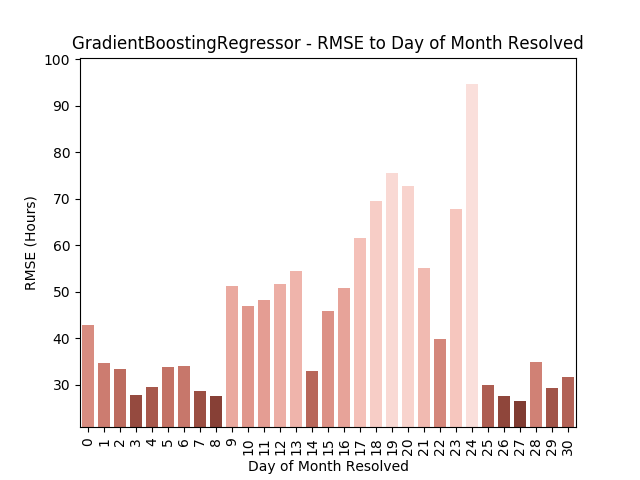 GradientBoostingRegressor - RMSE to Day of Month Resolved
100
90
80
70
60
50
40
30
RMSE (Hours)
0 1 2 3 4 5 6 7 8 9 10 11 12 13 14 15 16 17 18 19 20 21 22 23 24 25 26 27 28 29 30
Day of Month Resolved